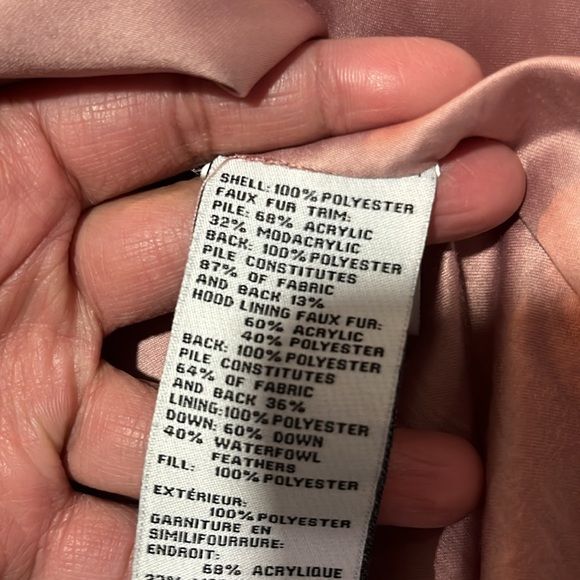 SHELL: 100% POLYESTER
FAUX FUR TRIM:
PILE: 68% ACRYLIC
32% MODACRYLIC
BACK: 100% POLYESTER
PILE CONSTITUTES
87% OF FABRIC
AND BACK 13%
HOOD LINING FAUX FUR:
60% ACRYLIC
40% POLYESTER
BACK: 100% POLYESTER
PILE CONSTITUTES
64% OF FABRIC
AND BACK 36%
LINING:100% POLYESTER
DOWN: 60% DOWN
40% WATERFOWL
FEATHERS
FILL: 100% POLYESTER
EXTÉRIEUR:
100% POLYESTER
GARNITURE EN
SIMILIFOURRURE:
ENDROIT:
68% ACRYLIQUE